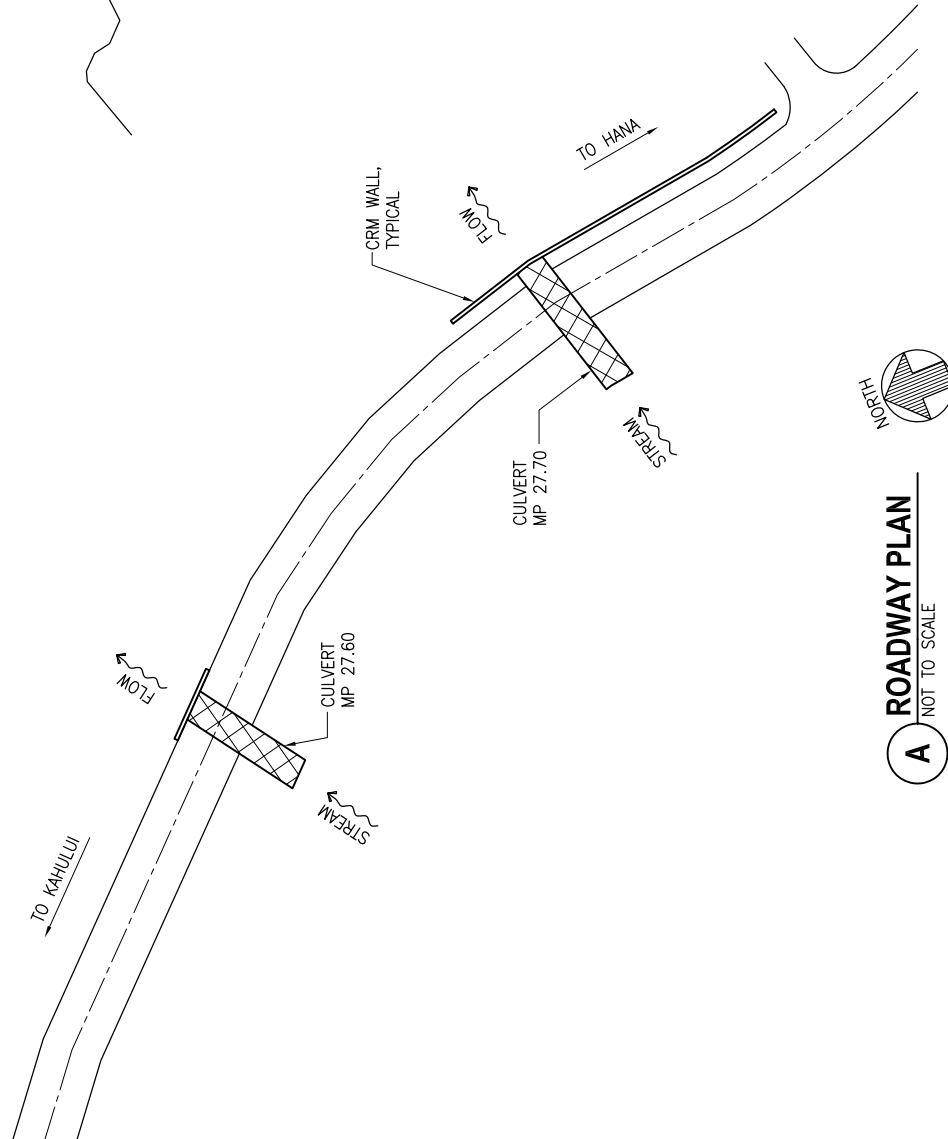 CRM WALL,
TYPICAL
TO HANA
FLOW
CULVERT
MP 27.70
STREAM
NORTH
FLOW
CULVERT
MP 27.60
STREAM
TO KAHULUI
A
ROADWAY PLAN
NOT TO SCALE